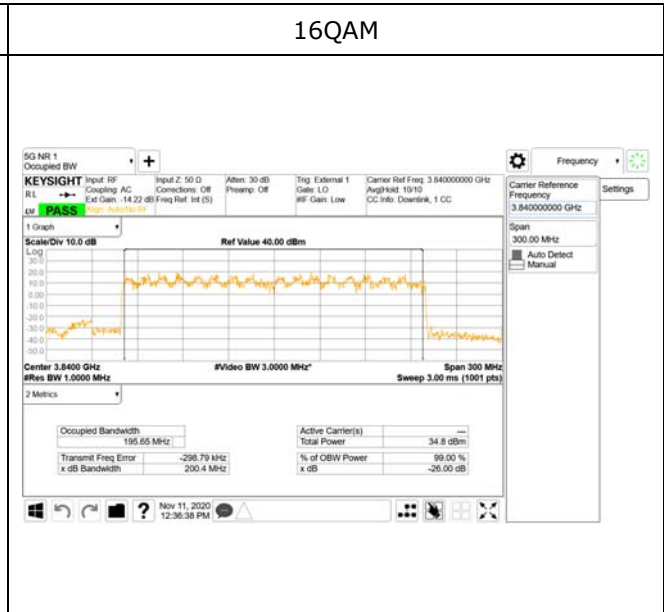 16QAM
5G NR 1
Occupied BW
+
Frequency
KEYSIGHT
Input: RF
Input Z: 50 Ω
Atten: 30 dB
Trig: External 1
Carrier Ref Freq: 3.840000000 GHz
RL
Coupling: AC
Corrections: Off
Preamp: Off
Gate: LO
Avg|Hold: 10/10
Ext Gain: -14.22 dB
Freq Ref: Int (S)
#IF Gain: Low
CC Info: Downlink, 1 CC
PASS
Align: Auto/No RF
Carrier Reference
Frequency
3.840000000 GHz
Settings
Span
300.00 MHz
Auto Detect
Manual
1 Graph
Scale/Div 10.0 dB
Ref Value 40.00 dBm
Log
30.0
20.0
10.0
0.00
-10.0
-20.0
-30.0
-40.0
-50.0
Center 3.8400 GHz
#Video BW 3.0000 MHz*
Span 300 MHz
#Res BW 1.0000 MHz
Sweep 3.00 ms (1001 pts)
2 Metrics
Occupied Bandwidth
195.65 MHz
Active Carrier(s)
---
Total Power
34.8 dBm
Transmit Freq Error
-298.79 kHz
% of OBW Power
99.00 %
x dB Bandwidth
200.4 MHz
x dB
-26.00 dB
?
Nov 11, 2020
12:36:38 PM